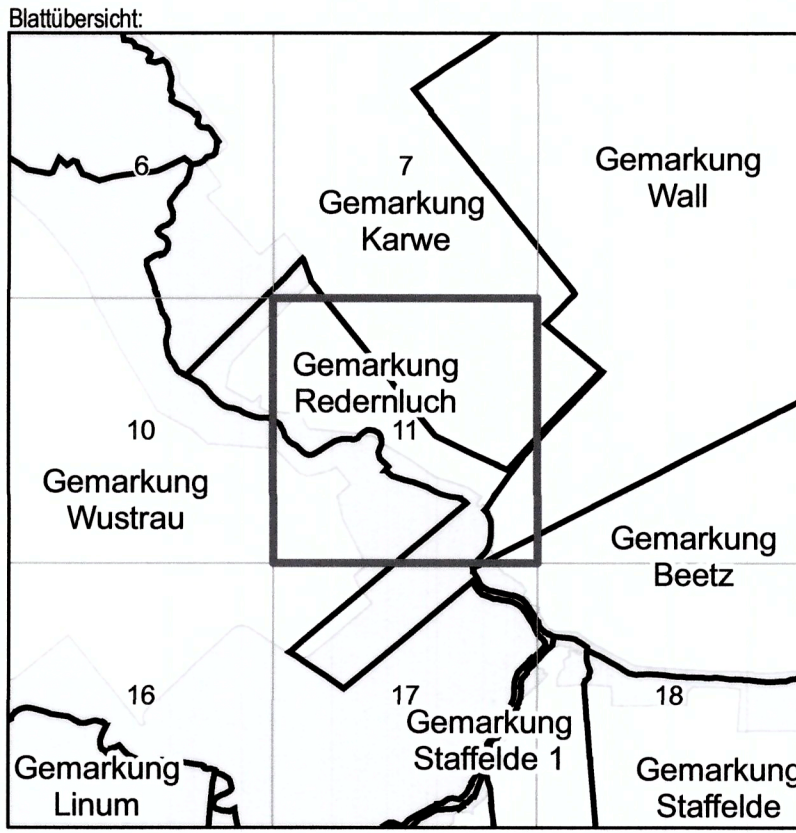 Blattübersicht:
6
7
Gemarkung
Karwe
Gemarkung
Wall
Gemarkung
Redernluch
10
11
Gemarkung
Wustrau
Gemarkung
Beetz
16
17
18
Gemarkung
Staffelde 1
Gemarkung
Linum
Gemarkung
Staffelde